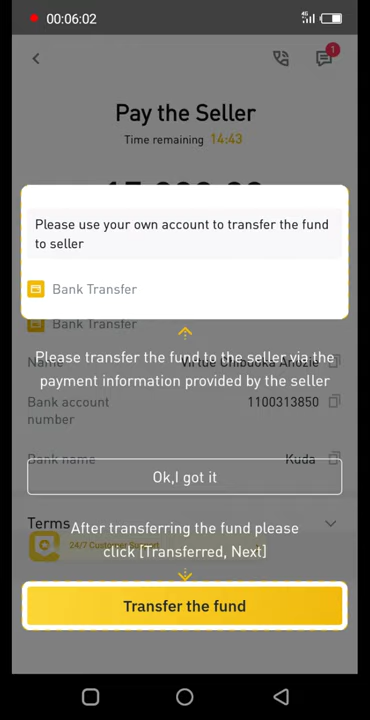 00:06:02
4G
1
Pay the Seller
Time remaining 14:43
Please use your own account to transfer the fund
to seller
Bank Transfer
Bank Transfer
Please transfer the fund to the seller via the
payment information provided by the seller
Name Virtue Chibuoka Anozie
Bank account 1100313850
number
Bank name Kuda
Ok,I got it
Terms
After transferring the fund please
24/7 Customer Support
click [Transferred, Next]
Transfer the fund